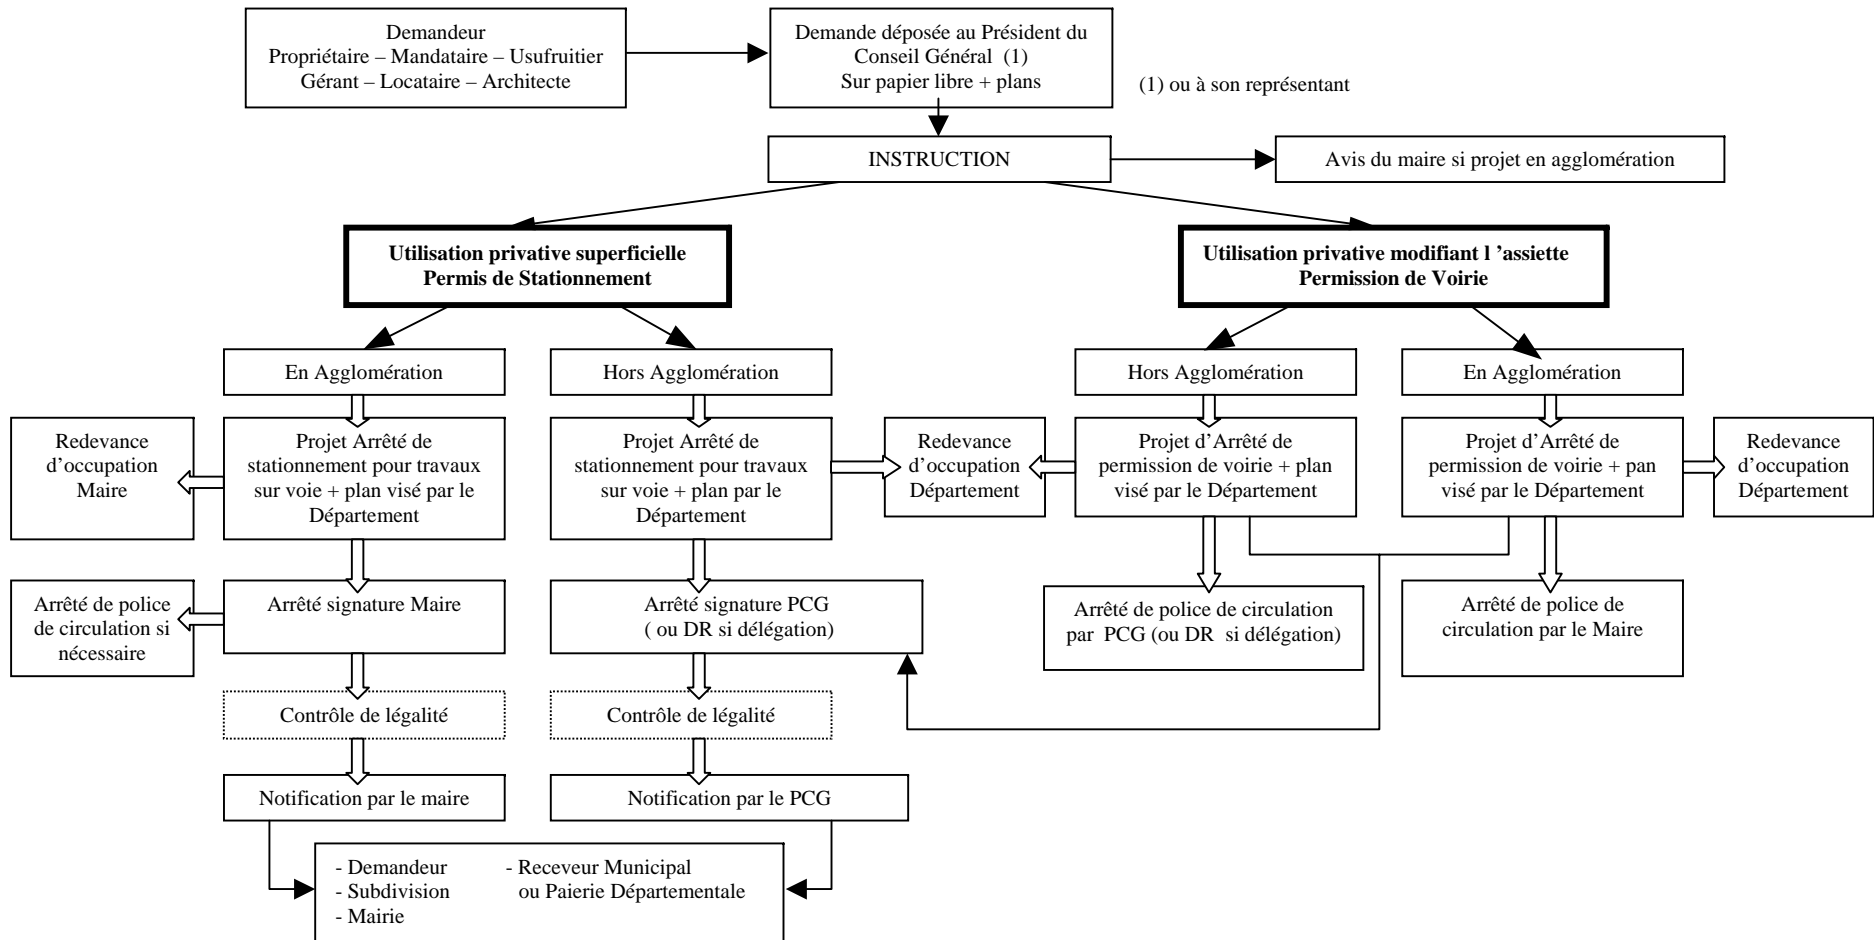 Demandeur
Propriétaire – Mandataire – Usufruitier
Gérant – Locataire – Architecte
Demande déposée au Président du
Conseil Général (1)
Sur papier libre + plans
(1) ou à son représentant
INSTRUCTION
Avis du maire si projet en agglomération
Utilisation privative superficielle
Permis de Stationnement
Utilisation privative modifiant l ’assiette
Permission de Voirie
En Agglomération
Hors Agglomération
Hors Agglomération
En Agglomération
Redevance
d’occupation
Maire
Projet Arrêté de
stationnement pour travaux
sur voie + plan visé par le
Département
Projet Arrêté de
stationnement pour travaux
sur voie + plan par le
Département
Redevance
d’occupation
Département
Projet d’Arrêté de
permission de voirie + plan
visé par le Département
Projet d’Arrêté de
permission de voirie + pan
visé par le Département
Redevance
d’occupation
Département
Arrêté de police
de circulation si
nécessaire
Arrêté signature Maire
Arrêté signature PCG
( ou DR si délégation)
Arrêté de police de circulation
par PCG (ou DR si délégation)
Arrêté de police de
circulation par le Maire
Contrôle de légalité
Contrôle de légalité
Notification par le maire
Notification par le PCG
- Demandeur
- Subdivision
- Mairie
- Receveur Municipal
ou Paierie Départementale